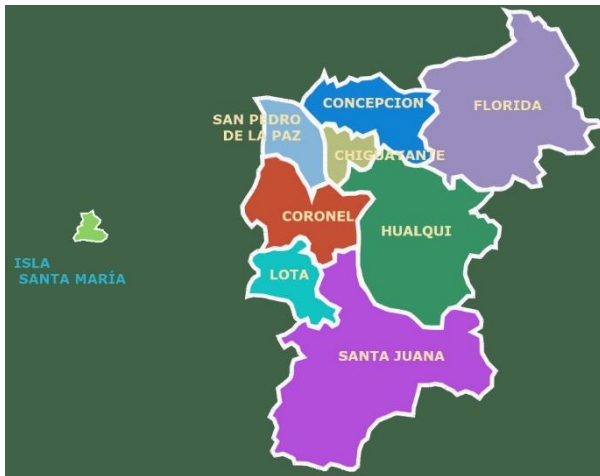 CONCEPCION
FLORIDA
SAN PEDRO
DE LA PAZ
CHIGUAYANTE
CORONEL
HUALQUI
ISLA
SANTA MARÍA
LOTA
SANTA JUANA